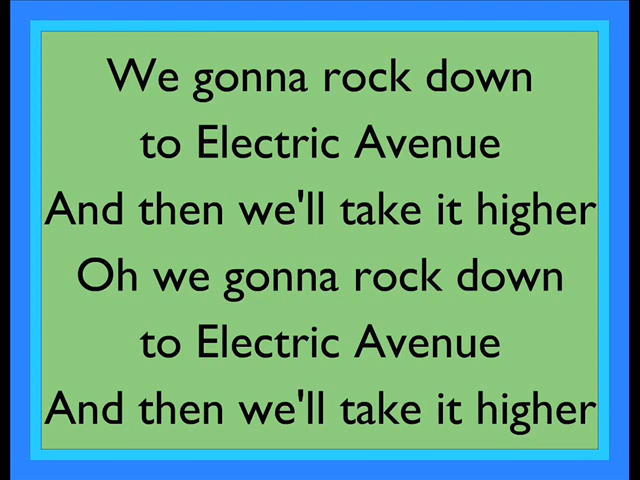 We gonna rock down
to Electric Avenue
And then we'll take it higher
Oh we gonna rock down
to Electric Avenue
And then we'll take it higher